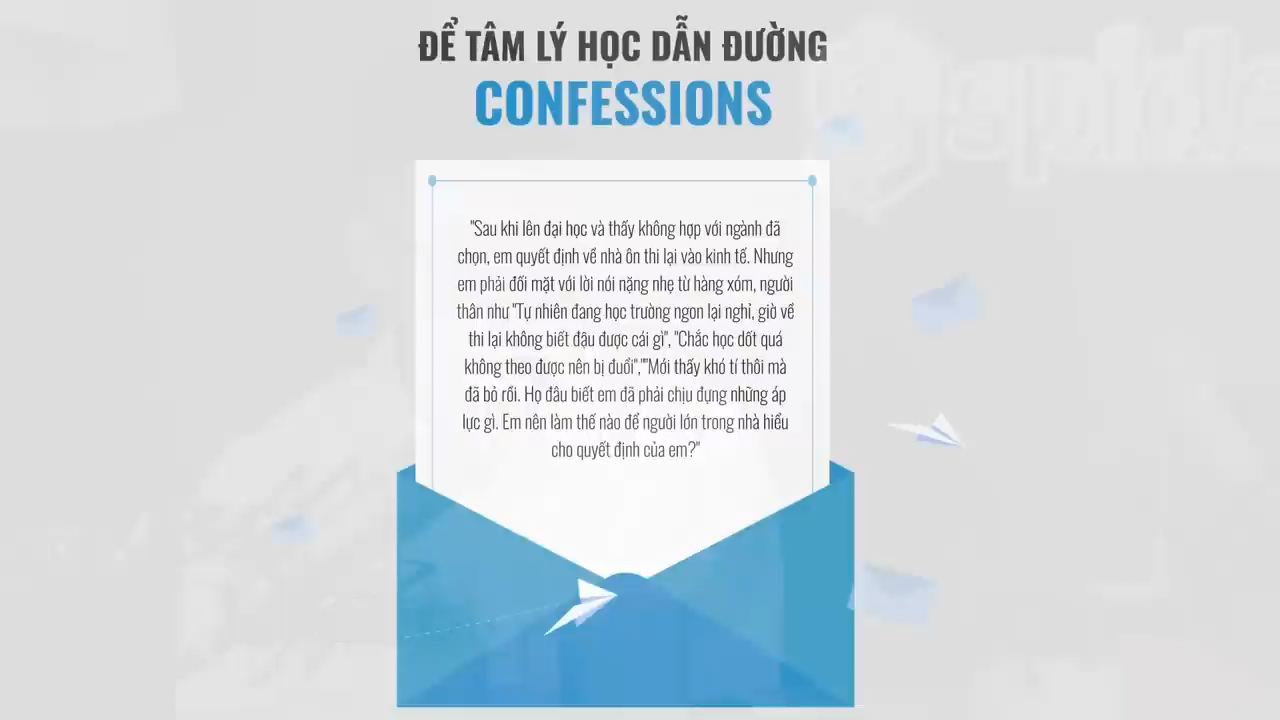 ĐỂ TÂM LÝ HỌC DẪN ĐƯỜNG
CONFESSIONS
"Sau khi lên đại học và thấy không hợp với ngành đã
chọn, em quyết định về nhà ôn thi lại vào kinh tế. Nhưng
em phải đối mặt với lời nói nặng nhẹ từ hàng xóm, người
thân như "Tự nhiên đang học trường ngon lại nghỉ, giờ về
thi lại không biết đậu được cái gì", "Chắc học dốt quá
không theo được nên bị đuổi",""Mới thấy khó tí thôi mà
đã bỏ rồi. Họ đâu biết em đã phải chịu đựng những áp
lực gì. Em nên làm thế nào để người lớn trong nhà hiểu
cho quyết định của em?"